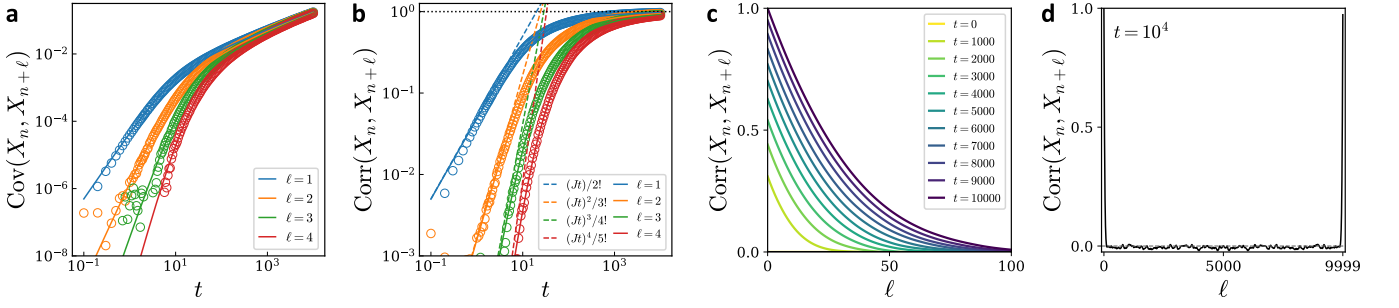 a
Cov(X_n, X_{n+ℓ})
10^{-2}
10^{-4}
10^{-6}
10^{-8}
10^{-1}
10^1
10^3
t
ℓ = 1
ℓ = 2
ℓ = 3
ℓ = 4
b
Corr(X_n, X_{n+ℓ})
10^0
10^{-1}
10^{-2}
10^{-3}
10^{-1}
10^1
10^3
t
(Jt)/2!
(Jt)^2/3!
(Jt)^3/4!
(Jt)^4/5!
ℓ = 1
ℓ = 2
ℓ = 3
ℓ = 4
c
Corr(X_n, X_{n+ℓ})
1.0
0.5
0.0
0
50
100
ℓ
t = 0
t = 1000
t = 2000
t = 3000
t = 4000
t = 5000
t = 6000
t = 7000
t = 8000
t = 9000
t = 10000
d
Corr(X_n, X_{n+ℓ})
t = 10^4
1.0
0.5
0.0
0
5000
9999
ℓ